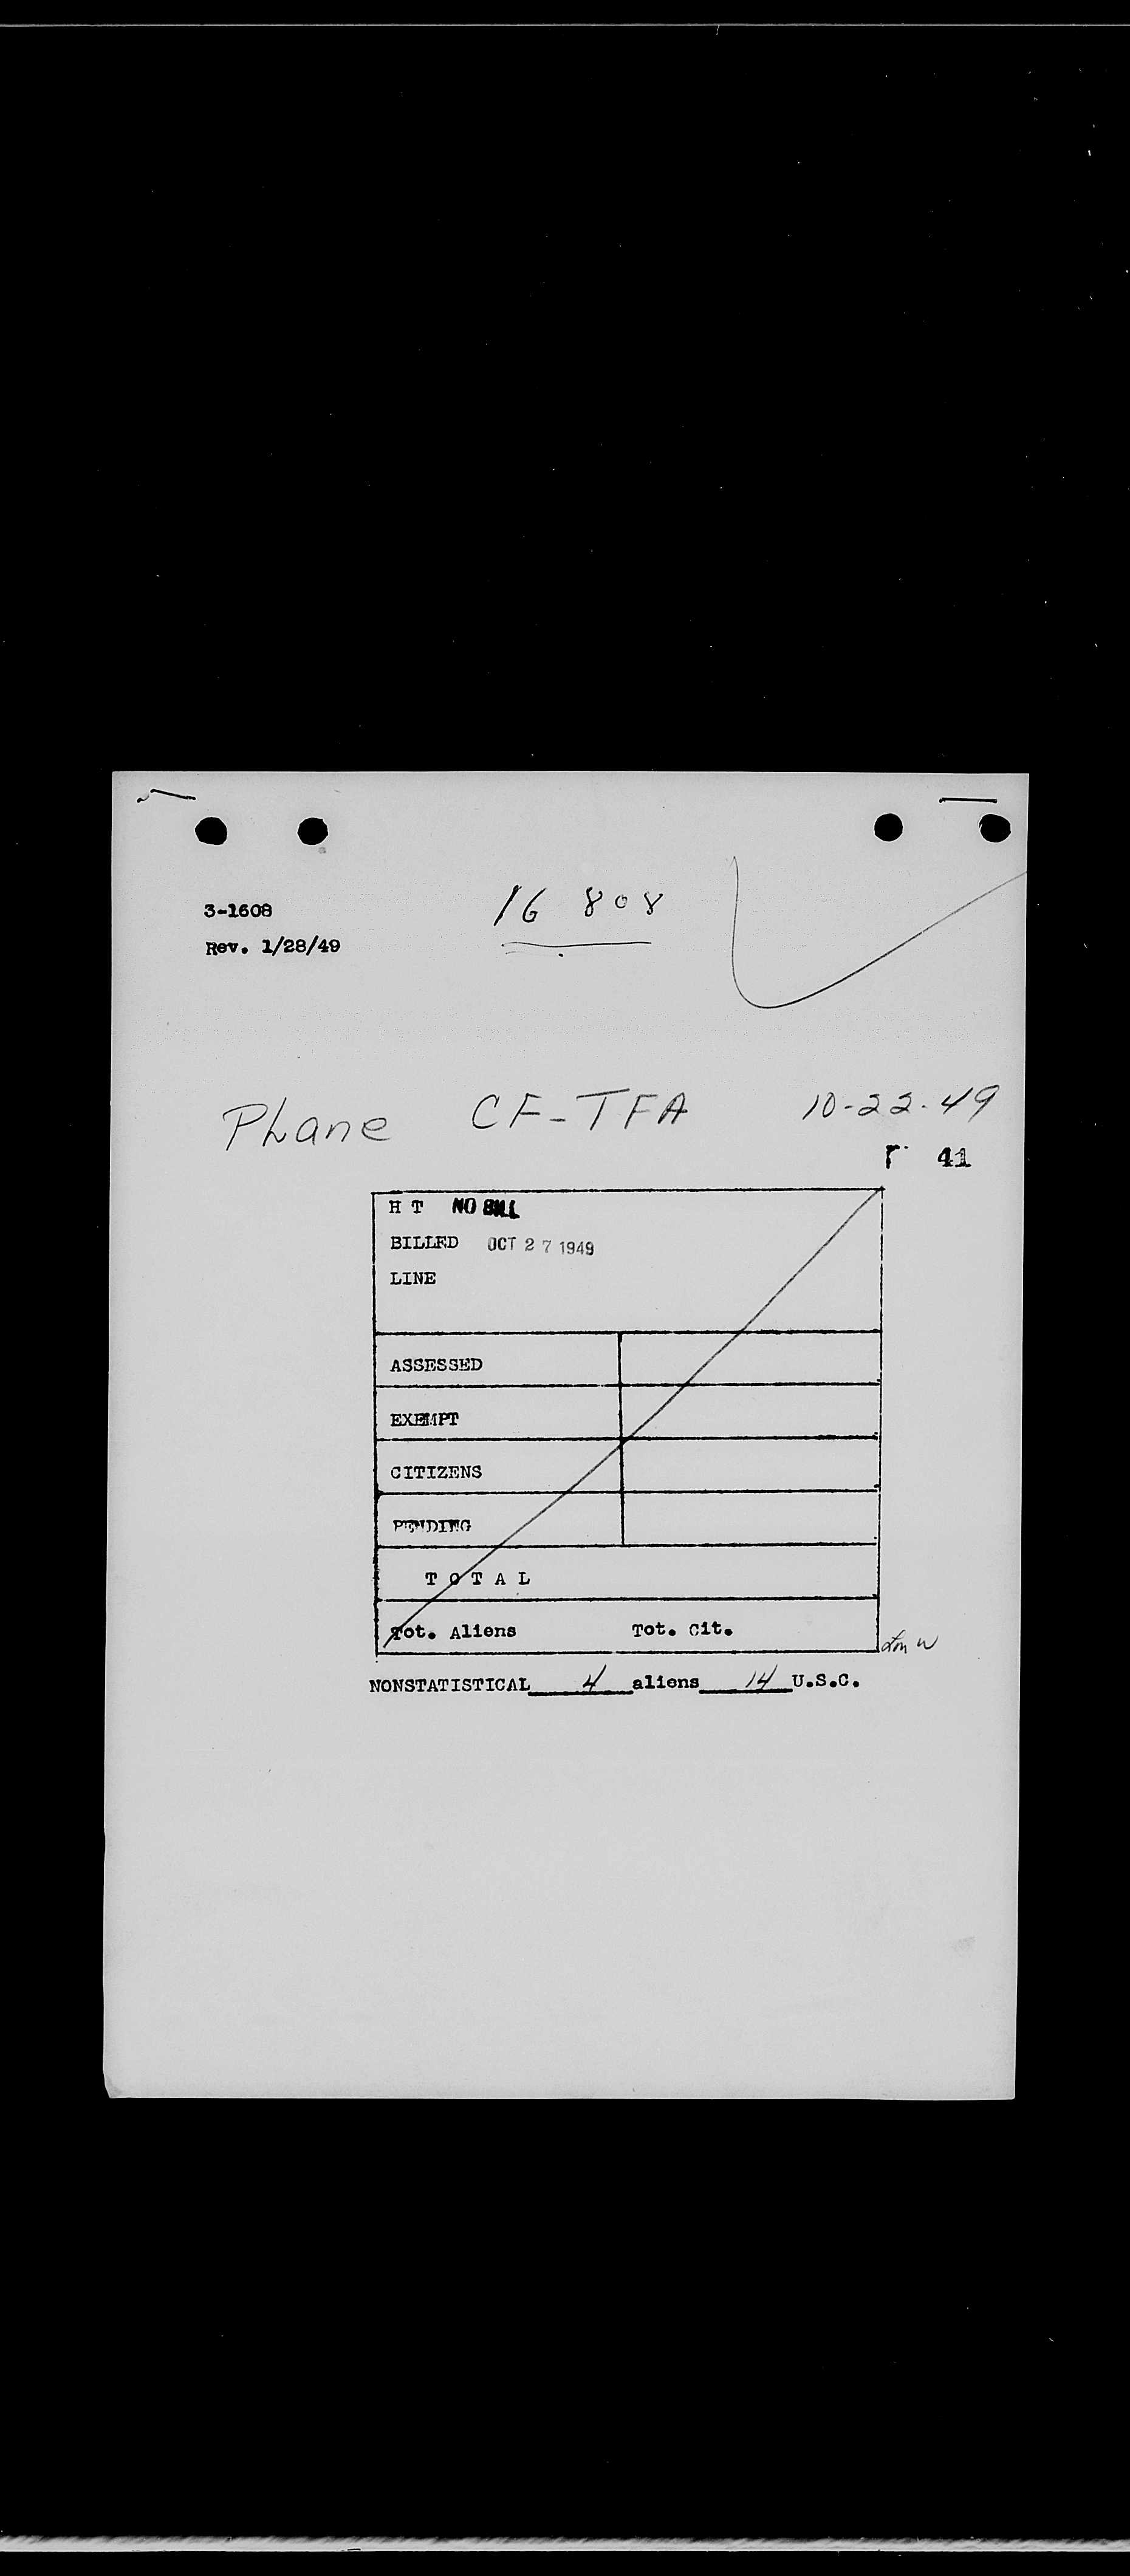 3-1608
16 808
Rev. 1/28/49
PLane CF-TFA 10-22-49
41
H T NO BILL
BILLED OCT 27 1949
LINE
ASSESSED
EXEMPT
CITIZENS
PENDING
T O T A L
Tot. Aliens Tot. Cit.
NONSTATISTICAL 4 aliens 14 U.S.C.